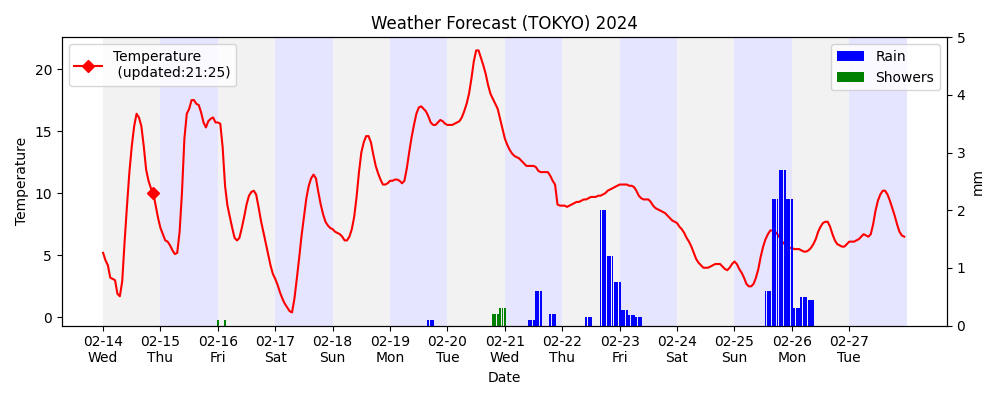 Weather Forecast (TOKYO) 2024
Temperature
(updated:21:25)
Rain
Showers
Temperature
20
15
10
5
0
5
4
3
2
1
0
mm
02-14 02-15 02-16 02-17 02-18 02-19 02-20 02-21 02-22 02-23 02-24 02-25 02-26 02-27
Wed Thu Fri Sat Sun Mon Tue Wed Thu Fri Sat Sun Mon Tue
Date